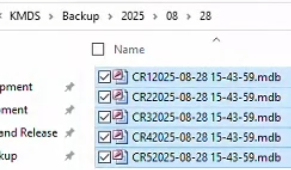 KMDS > Backup > 2025 > 08 > 28
Name
CR12025-08-28 15-43-59.mdb
pment CR22025-08-28 15-43-59.mdb
ment CR32025-08-28 15-43-59.mdb
and Release CR42025-08-28 15-43-59.mdb
kup CR52025-08-28 15-43-59.mdb